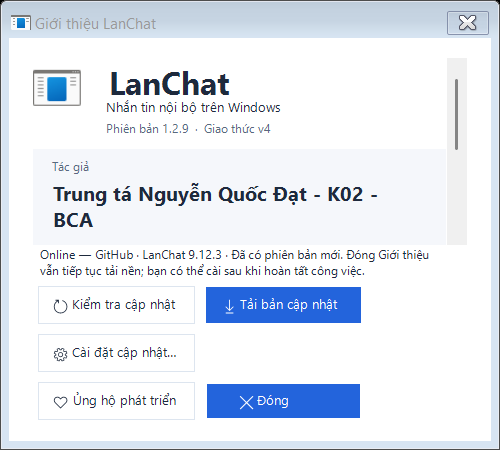 Giới thiệu LanChat
LanChat
Nhắn tin nội bộ trên Windows
Phiên bản 1.2.9 · Giao thức v4
Tác giả
Trung tá Nguyễn Quốc Đạt - K02 -
BCA
Online — GitHub · LanChat 9.12.3 · Đã có phiên bản mới. Đóng Giới thiệu
vẫn tiếp tục tải nền; bạn có thể cài sau khi hoàn tất công việc.
Kiểm tra cập nhật
Tải bản cập nhật
Cài đặt cập nhật...
Ủng hộ phát triển
Đóng